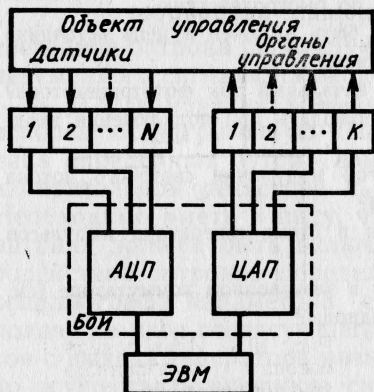 Объект управления
Датчики Органы управления
1 2 ... N 1 2 ... K
АЦП ЦАП
БОИ
ЭВМ